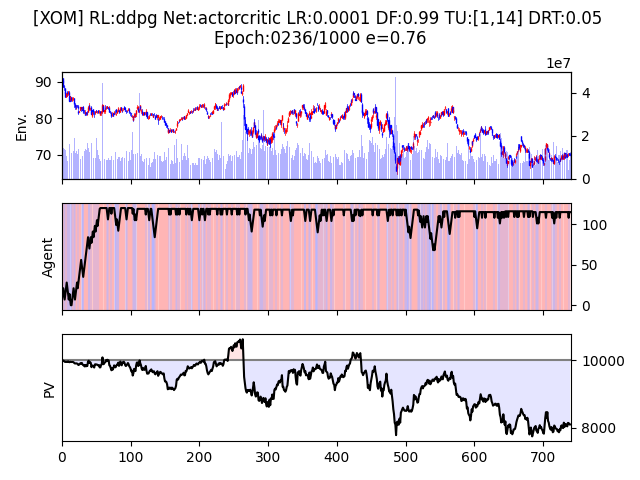 [XOM] RL:ddpg Net:actorcritic LR:0.0001 DF:0.99 TU:[1,14] DRT:0.05
Epoch:0236/1000 e=0.76
1e7
90
80
70
Env.
4
2
0
Agent
100
50
0
PV
10000
8000
0 100 200 300 400 500 600 700